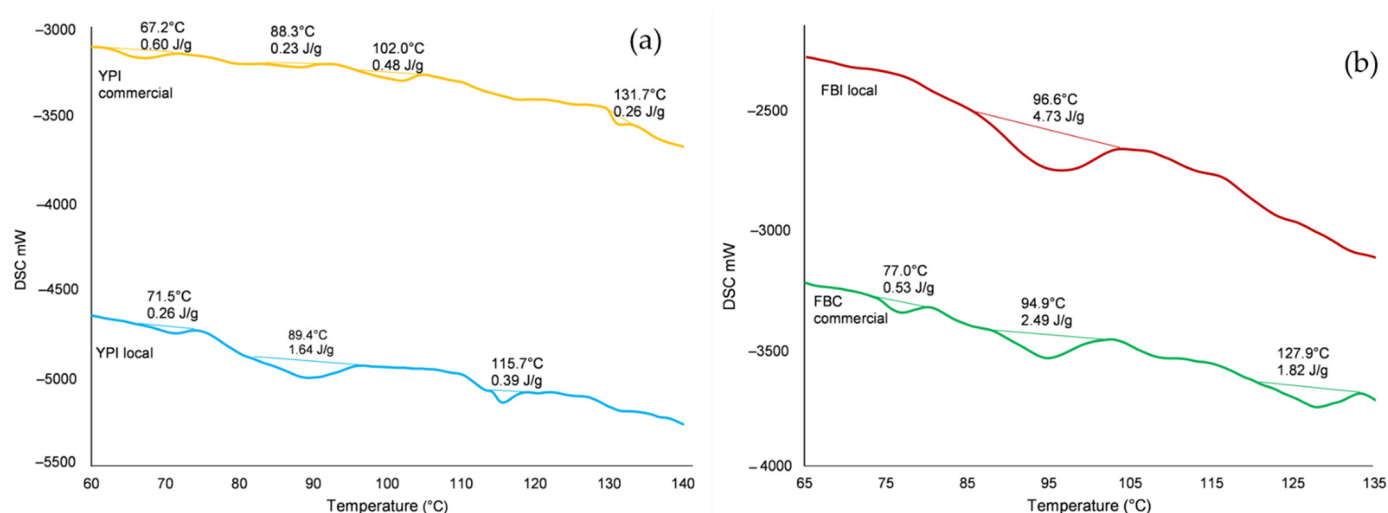 (a)
DSC mW
–3000
–3500
–4000
–4500
–5000
–5500
67.2°C
0.60 J/g
88.3°C
0.23 J/g
102.0°C
0.48 J/g
131.7°C
0.26 J/g
YPI
commercial
71.5°C
0.26 J/g
89.4°C
1.64 J/g
115.7°C
0.39 J/g
YPI local
60 70 80 90 100 110 120 130 140
Temperature (°C)
(b)
DSC mW
–2500
–3000
–3500
–4000
FBI local
96.6°C
4.73 J/g
77.0°C
0.53 J/g
FBC
commercial
94.9°C
2.49 J/g
127.9°C
1.82 J/g
65 75 85 95 105 115 125 135
Temperature (°C)